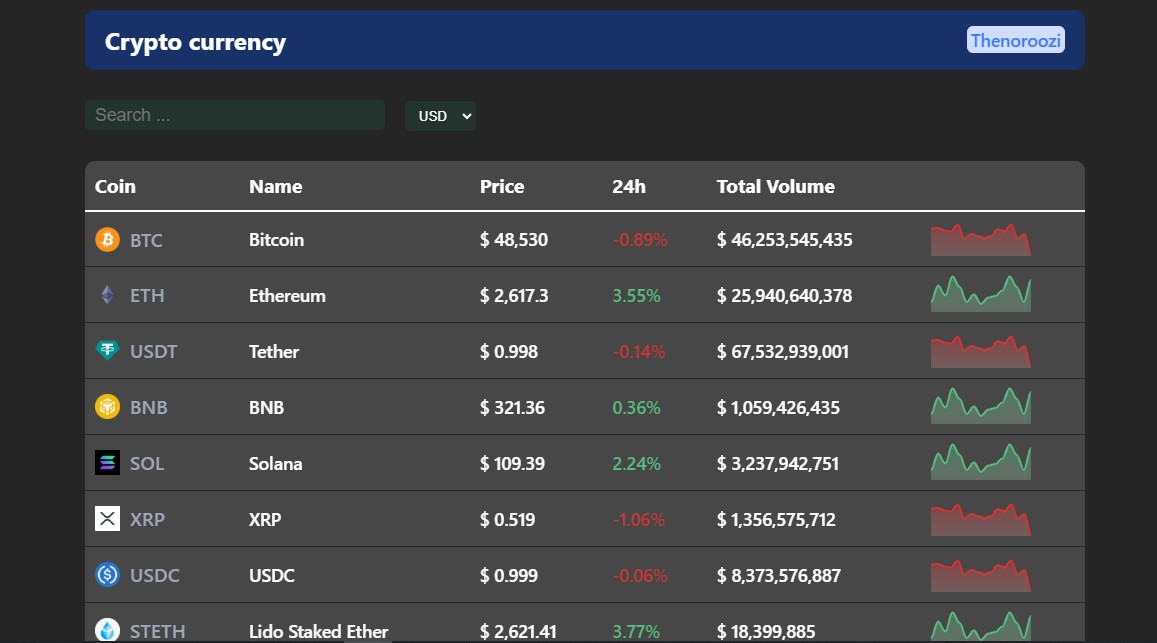 Crypto currency Thenoroozi
Search ... USD
Coin Name Price 24h Total Volume
BTC Bitcoin $ 48,530 -0.89% $ 46,253,545,435
ETH Ethereum $ 2,617.3 3.55% $ 25,940,640,378
USDT Tether $ 0.998 -0.14% $ 67,532,939,001
BNB BNB $ 321.36 0.36% $ 1,059,426,435
SOL Solana $ 109.39 2.24% $ 3,237,942,751
XRP XRP $ 0.519 -1.06% $ 1,356,575,712
USDC USDC $ 0.999 -0.06% $ 8,373,576,887
STETH Lido Staked Ether $ 2,621.41 3.77% $ 18,399,885